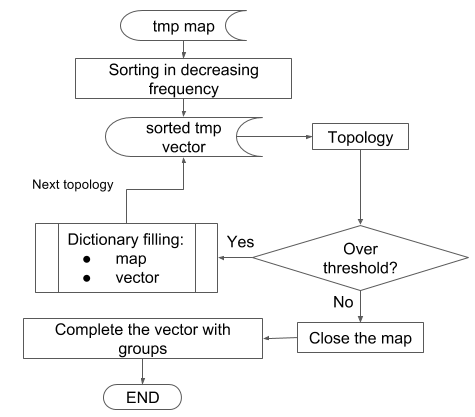 tmp map
Sorting in decreasing
frequency
sorted tmp
vector
Topology
Next topology
Dictionary filling:
● map
● vector
Yes
Over
threshold?
No
Complete the vector with
groups
Close the map
END